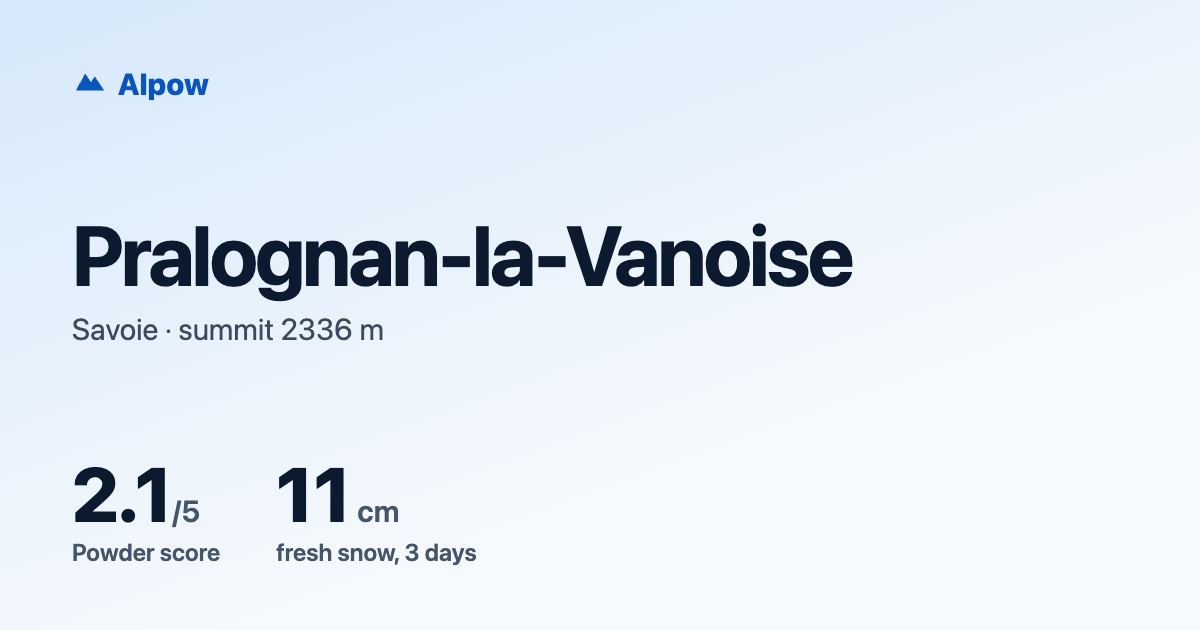 Alpow
Pralognan-la-Vanoise
Savoie · summit 2336 m
2.1/5 11 cm
Powder score fresh snow, 3 days